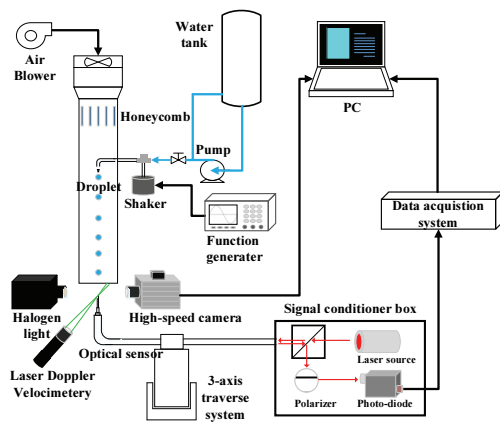 Water
tank
Air
Blower
PC
Honeycomb
Pump
Droplet
Shaker
Function
generater
Data acquistion
system
Halogen
light
High-speed camera
Signal conditioner box
Optical sensor
Laser source
Laser Doppler
Velocimetery
3-axis
traverse
system
Polarizer
Photo-diode